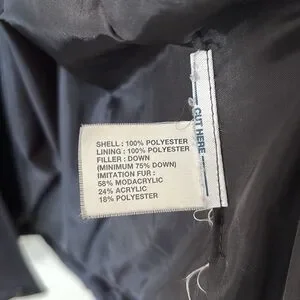 SHELL : 100% POLYESTER
LINING : 100% POLYESTER
FILLER : DOWN
(MINIMUM 75% DOWN)
IMITATION FUR :
58% MODACRYLIC
24% ACRYLIC
18% POLYESTER
CUT HERE